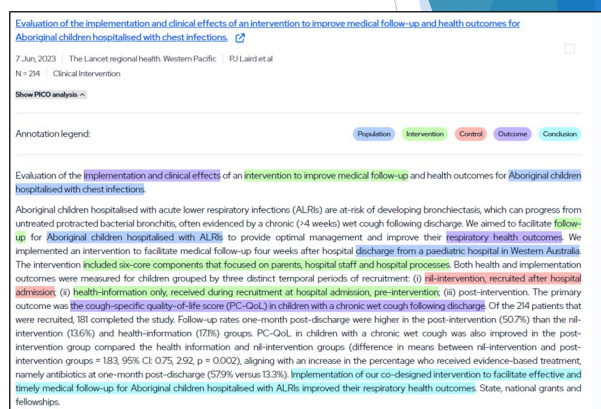 Evaluation of the implementation and clinical effects of an intervention to improve medical follow-up and health outcomes for
Aboriginal children hospitalised with chest infections.
7 Jun, 2023 The Lancet regional health. Western Pacific PJ Laird et al
N = 214 Clinical Intervention
Show PICO analysis
Annotation legend:
Population Intervention Control Outcome Conclusion
Evaluation of the implementation and clinical effects of an intervention to improve medical follow-up and health outcomes for Aboriginal children
hospitalised with chest infections.
Aboriginal children hospitalised with acute lower respiratory infections (ALRIs) are at-risk of developing bronchiectasis, which can progress from
untreated protracted bacterial bronchitis, often evidenced by a chronic (>4 weeks) wet cough following discharge. We aimed to facilitate follow-
up for Aboriginal children hospitalised with ALRIs to provide optimal management and improve their respiratory health outcomes. We
implemented an intervention to facilitate medical follow-up four weeks after hospital discharge from a paediatric hospital in Western Australia.
The intervention included six-core components that focused on parents, hospital staff and hospital processes. Both health and implementation
outcomes were measured for children grouped by three distinct temporal periods of recruitment: (i) nil-intervention, recruited after hospital
admission; (ii) health-information only, received during recruitment at hospital admission, pre-intervention; (iii) post-intervention. The primary
outcome was the cough-specific quality-of-life score (PC-QoL) in children with a chronic wet cough following discharge. Of the 214 patients that
were recruited, 181 completed the study. Follow-up rates one-month post-discharge were higher in the post-intervention (50.7%) than the nil-
intervention (13.6%) and health-information (17.1%) groups. PC-QoL in children with a chronic wet cough was also improved in the post-
intervention group compared the health information and nil-intervention groups (difference in means between nil-intervention and post-
intervention groups = 1.83, 95% CI: 0.75, 2.92, p = 0.002), aligning with an increase in the percentage who received evidence-based treatment,
namely antibiotics at one-month post-discharge (57.9% versus 13.3%). Implementation of our co-designed intervention to facilitate effective and
timely medical follow-up for Aboriginal children hospitalised with ALRIs improved their respiratory health outcomes. State, national grants and
fellowships.